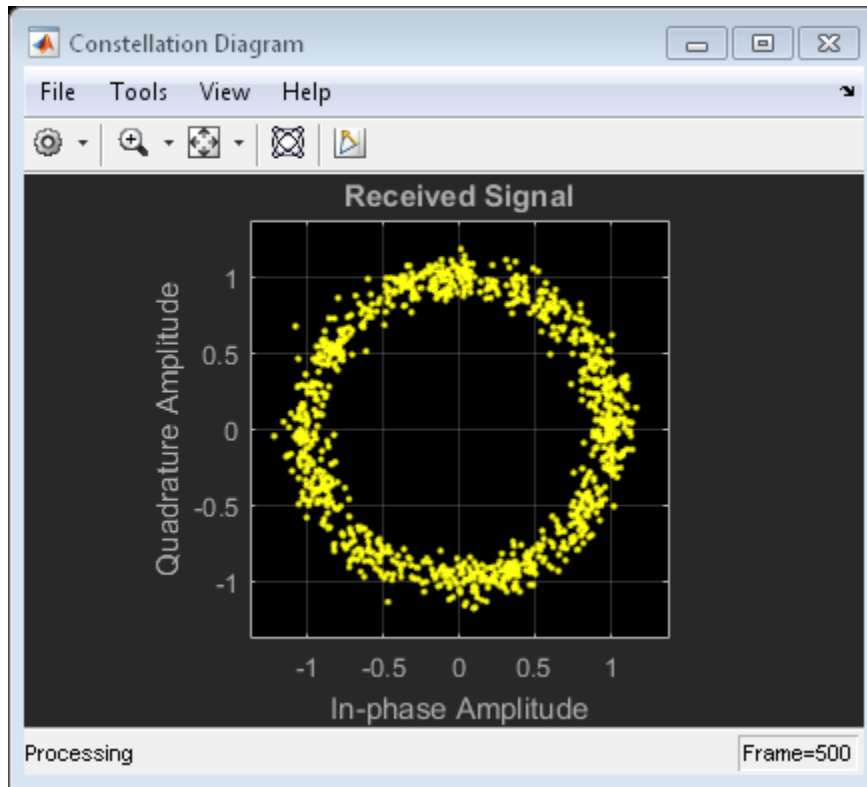 Constellation Diagram
File Tools View Help
Received Signal
Quadrature Amplitude
1
0.5
0
-0.5
-1
-1 -0.5 0 0.5 1
In-phase Amplitude
Processing Frame=500